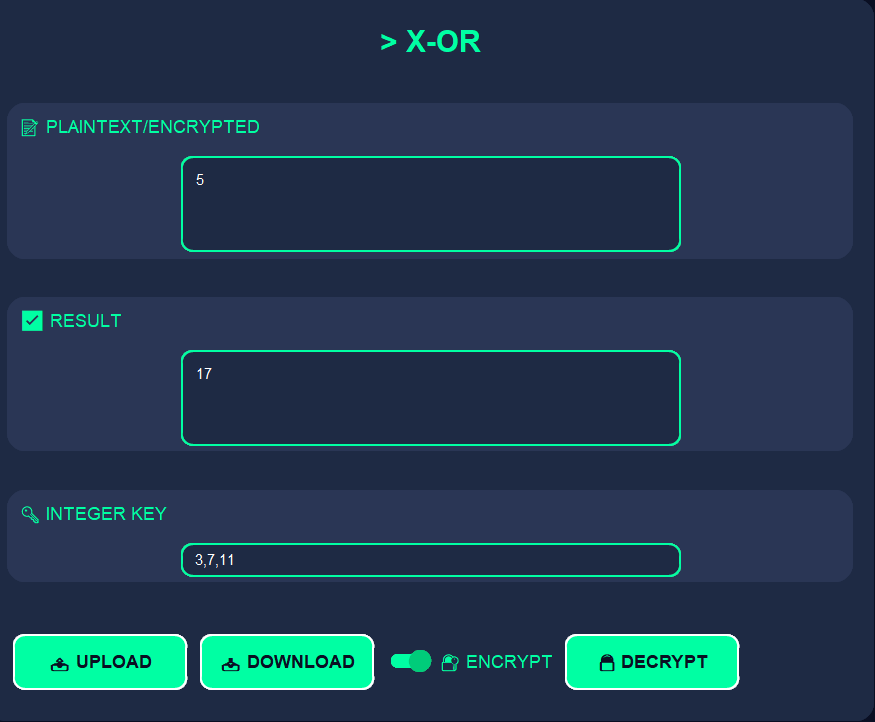 > X-OR
PLAINTEXT/ENCRYPTED
5
RESULT
17
INTEGER KEY
3,7,11
UPLOAD DOWNLOAD ENCRYPT DECRYPT